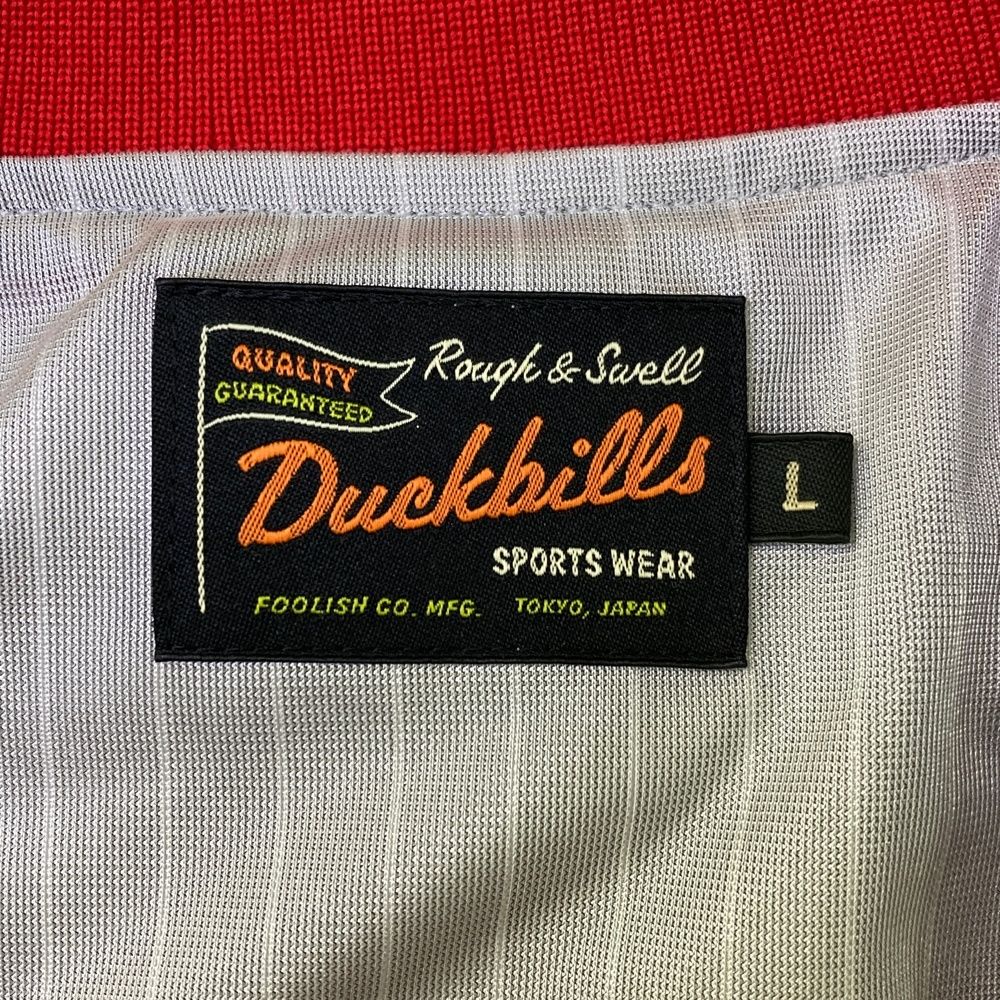 QUALITY
GUARANTEED
Rough & Swell
Duckbills
SPORTS WEAR
FOOLISH CO. MFG. TOKYO, JAPAN
L